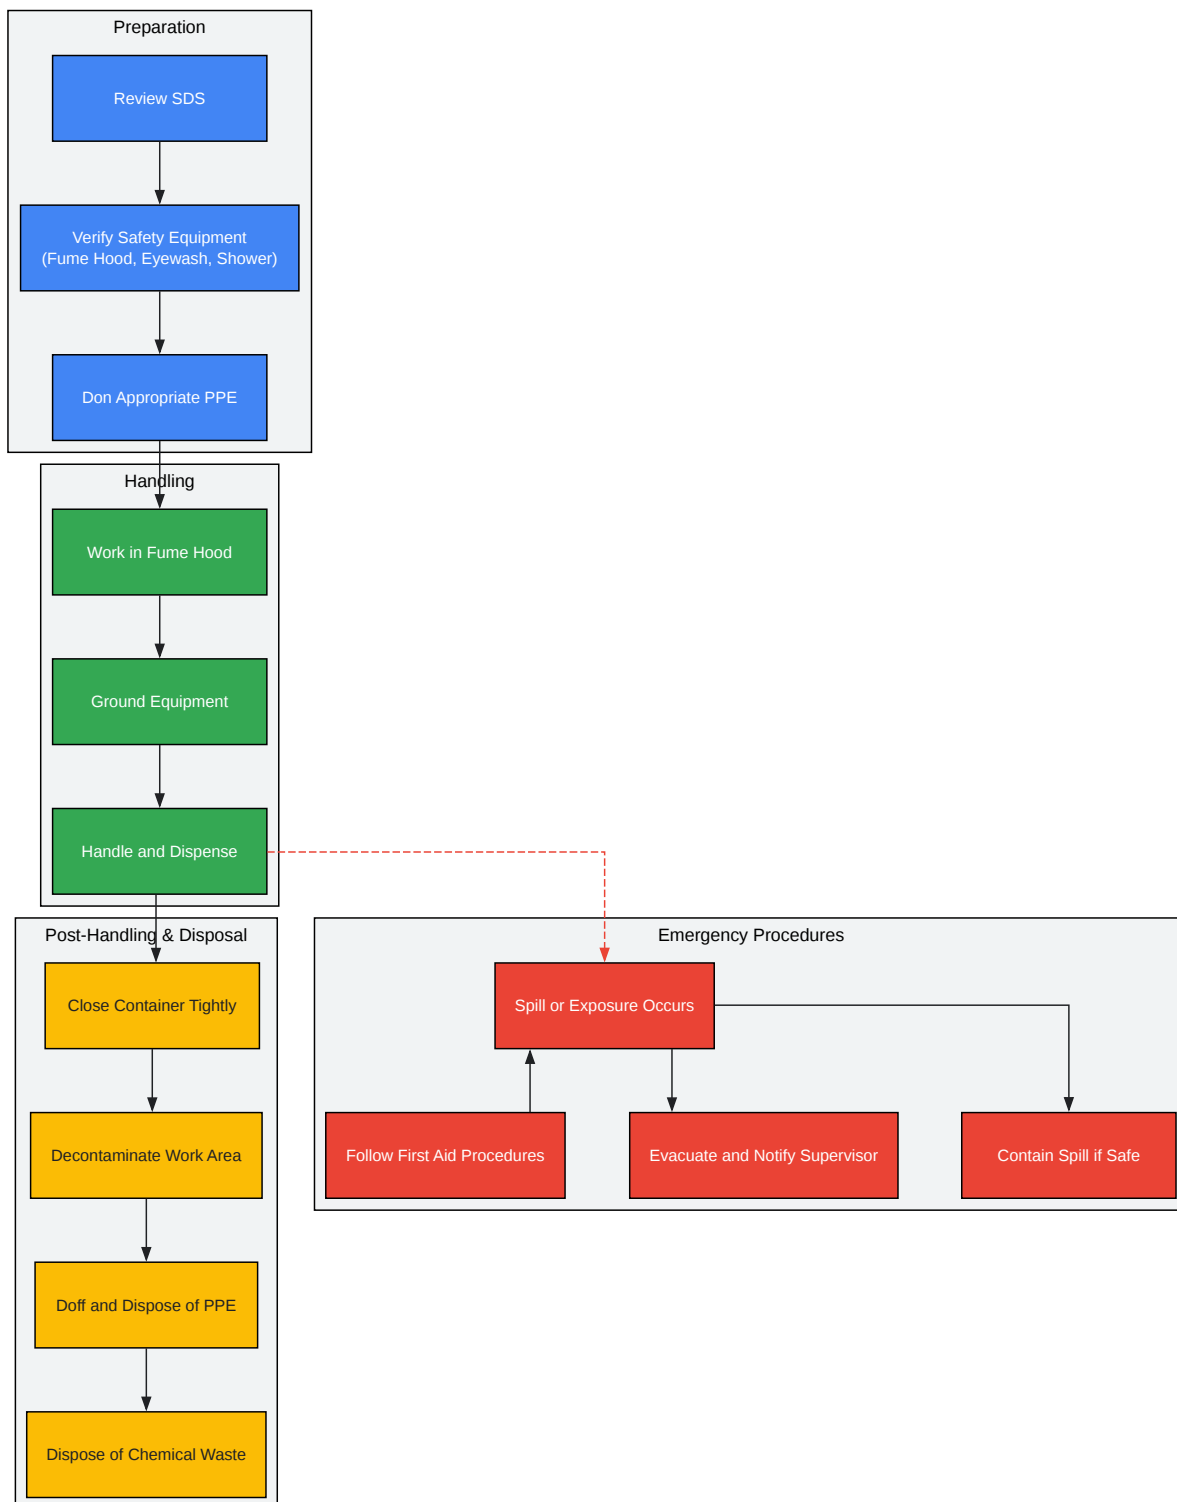 Preparation
Review SDS
Verify Safety Equipment
(Fume Hood, Eyewash, Shower)
Don Appropriate PPE
Handling
Work in Fume Hood
Ground Equipment
Handle and Dispense
Post-Handling & Disposal
Close Container Tightly
Decontaminate Work Area
Doff and Dispose of PPE
Dispose of Chemical Waste
Emergency Procedures
Spill or Exposure Occurs
Follow First Aid Procedures
Evacuate and Notify Supervisor
Contain Spill if Safe